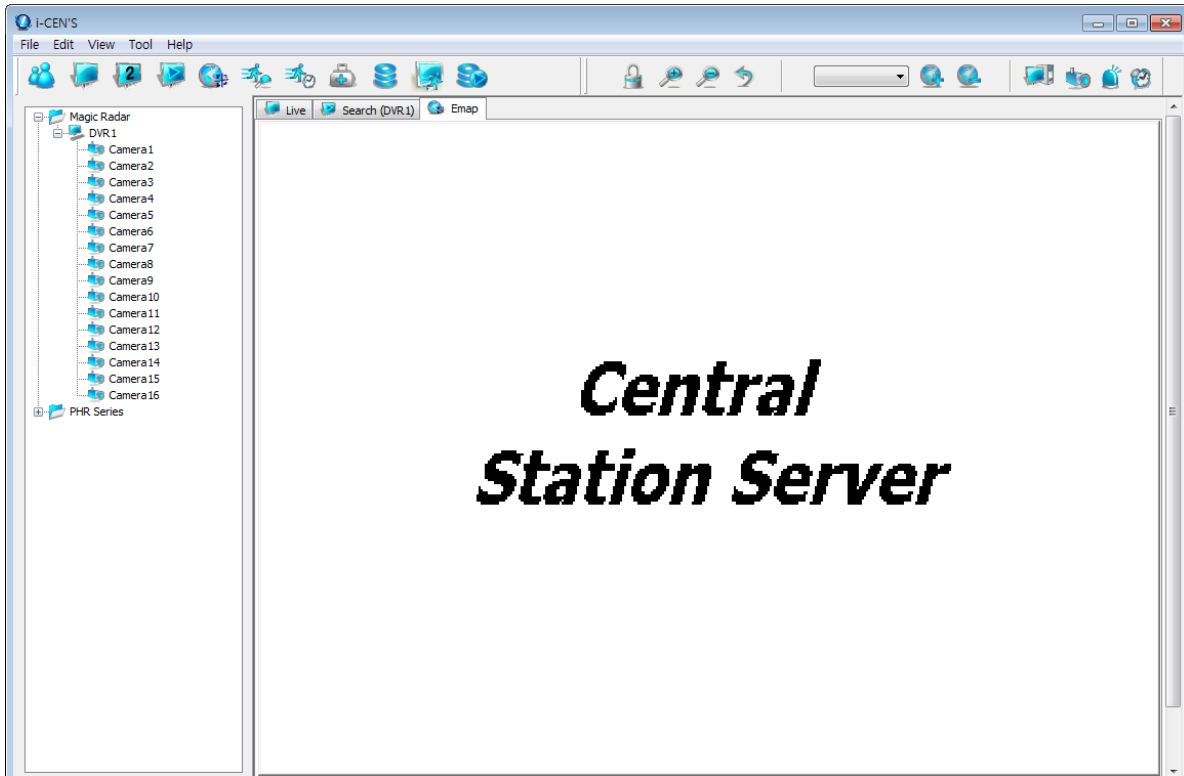 i-CEN'S
File Edit View Tool Help
2
Live Search (DVR1) Emap
Magic Radar
DVR1
Camera1
Camera2
Camera3
Camera4
Camera5
Camera6
Camera7
Camera8
Camera9
Camera10
Camera11
Camera12
Camera13
Camera14
Camera15
Camera16
PHR Series
Central
Station Server